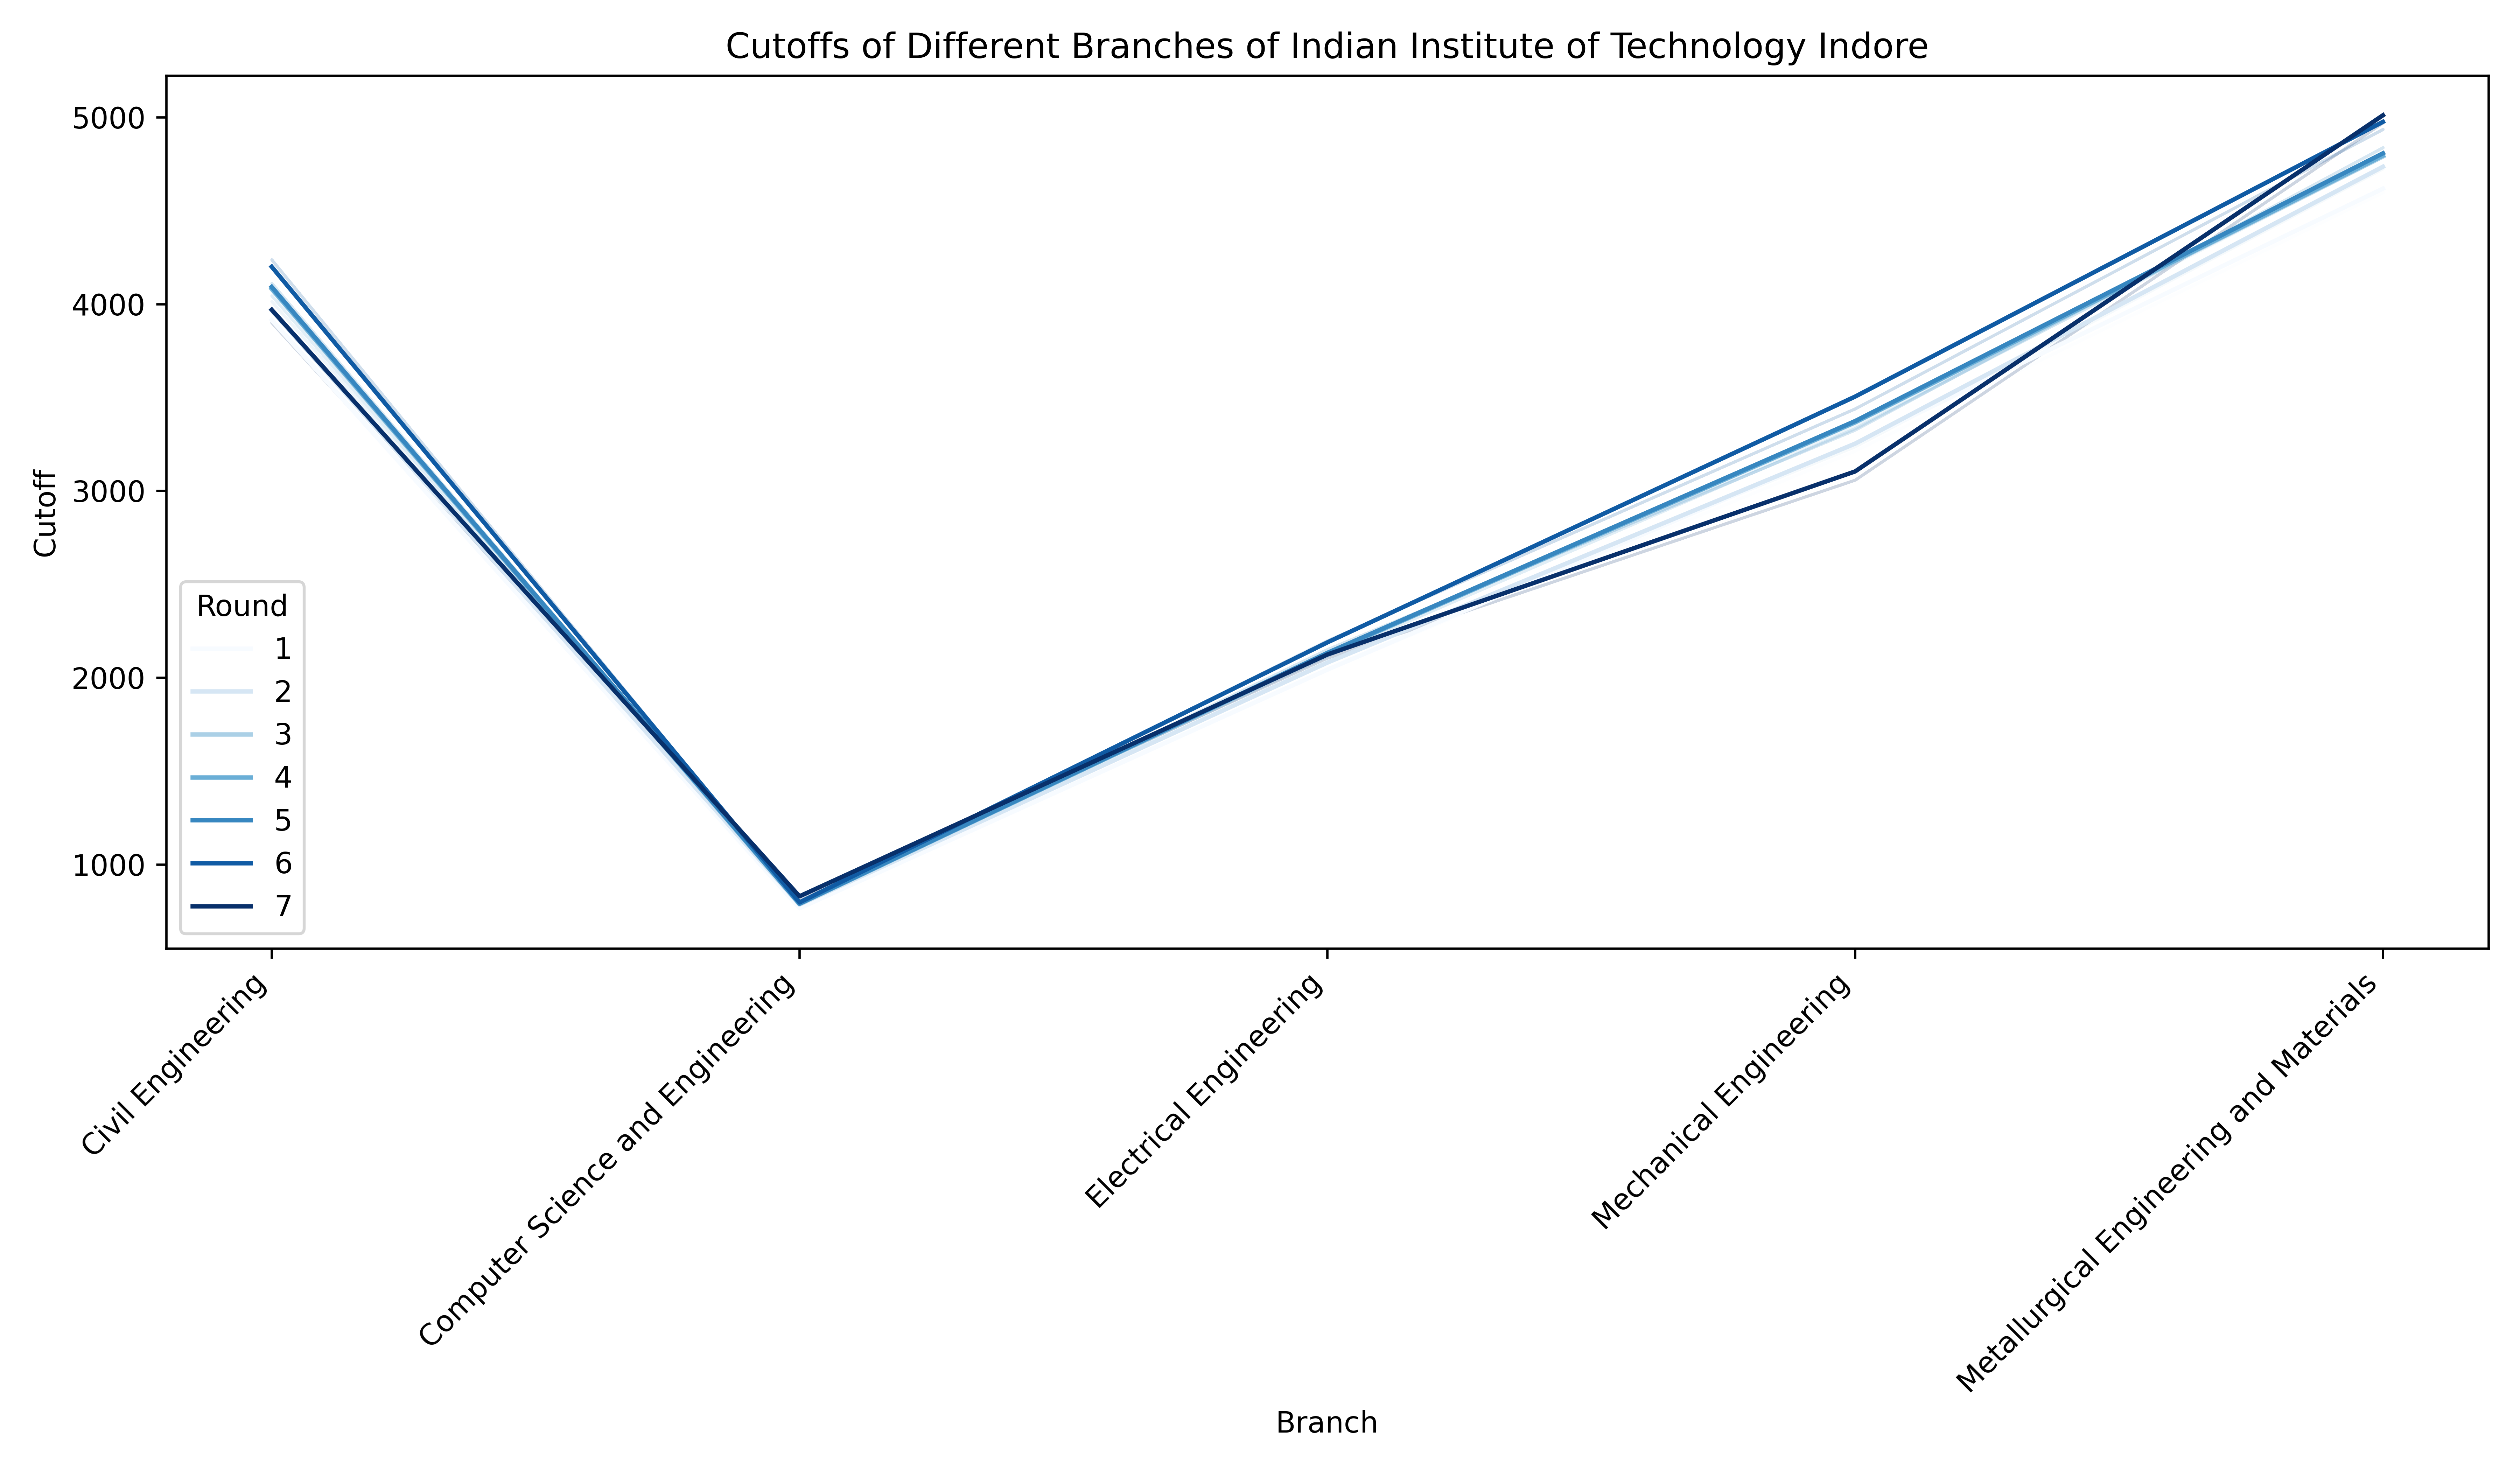 Cutoffs of Different Branches of Indian Institute of Technology Indore
5000
4000
3000
2000
1000
Cutoff
Round
1
2
3
4
5
6
7
Civil Engineering
Computer Science and Engineering
Electrical Engineering
Mechanical Engineering
Metallurgical Engineering and Materials
Branch